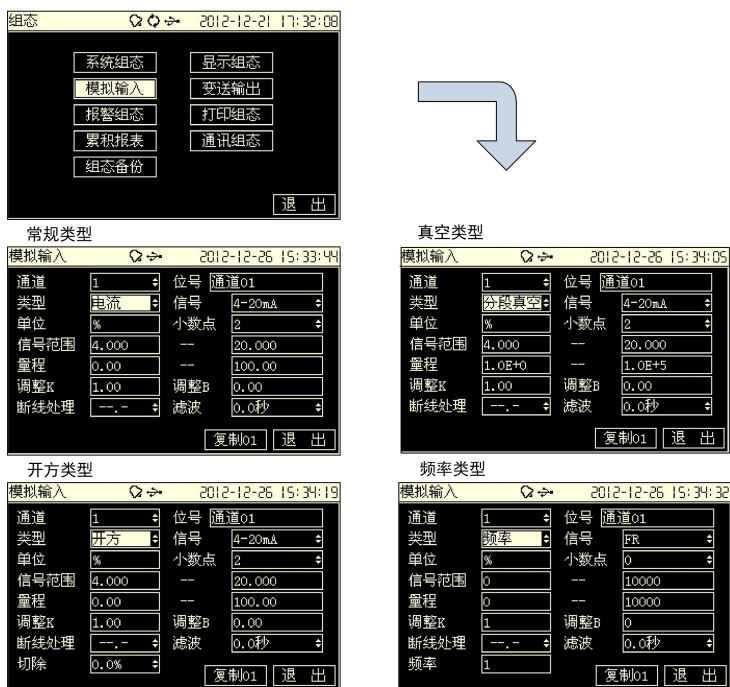 组态 2012-12-21 17:32:08
系统组态 显示组态
模拟输入 变送输出
报警组态 打印组态
累积报表 通讯组态
组态备份
退 出
常规类型
模拟输入 2012-12-26 15:33:44
通道 1 位号 通道01
类型 电流 信号 4-20mA
单位 % 小数点 2
信号范围 4.000 -- 20.000
量程 0.00 -- 100.00
调整K 1.00 调整B 0.00
断线处理 --.- 滤波 0.0秒
复制01 退 出
真空类型
模拟输入 2012-12-26 15:34:05
通道 1 位号 通道01
类型 分段真空 信号 4-20mA
单位 % 小数点 2
信号范围 4.000 -- 20.000
量程 1.0E+0 -- 1.0E+5
调整K 1.00 调整B 0.00
断线处理 --.- 滤波 0.0秒
复制01 退 出
开方类型
模拟输入 2012-12-26 15:34:19
通道 1 位号 通道01
类型 开方 信号 4-20mA
单位 % 小数点 2
信号范围 4.000 -- 20.000
量程 0.00 -- 100.00
调整K 1.00 调整B 0.00
断线处理 --.- 滤波 0.0秒
切除 0.0%
复制01 退 出
频率类型
模拟输入 2012-12-26 15:34:32
通道 1 位号 通道01
类型 频率 信号 FR
单位 % 小数点 0
信号范围 0 -- 10000
量程 0 -- 10000
调整K 1 调整B 0
断线处理 --.- 滤波 0.0秒
频率 1
复制01 退 出